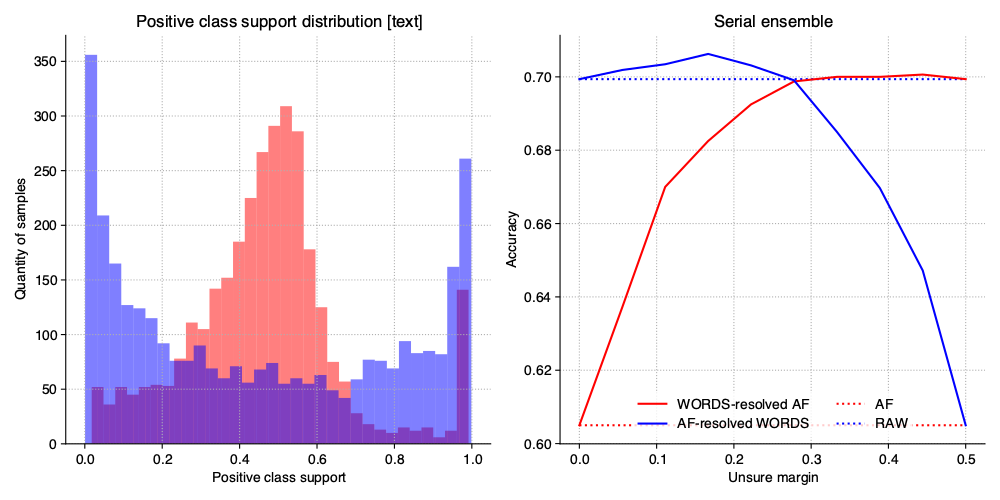 Positive class support distribution [text]
Quantity of samples
350
300
250
200
150
100
50
0
0.0 0.2 0.4 0.6 0.8 1.0
Positive class support
Serial ensemble
Accuracy
0.70
0.68
0.66
0.64
0.62
0.60
WORDS-resolved AF
AF-resolved WORDS
AF
RAW
0.0 0.1 0.2 0.3 0.4 0.5
Unsure margin